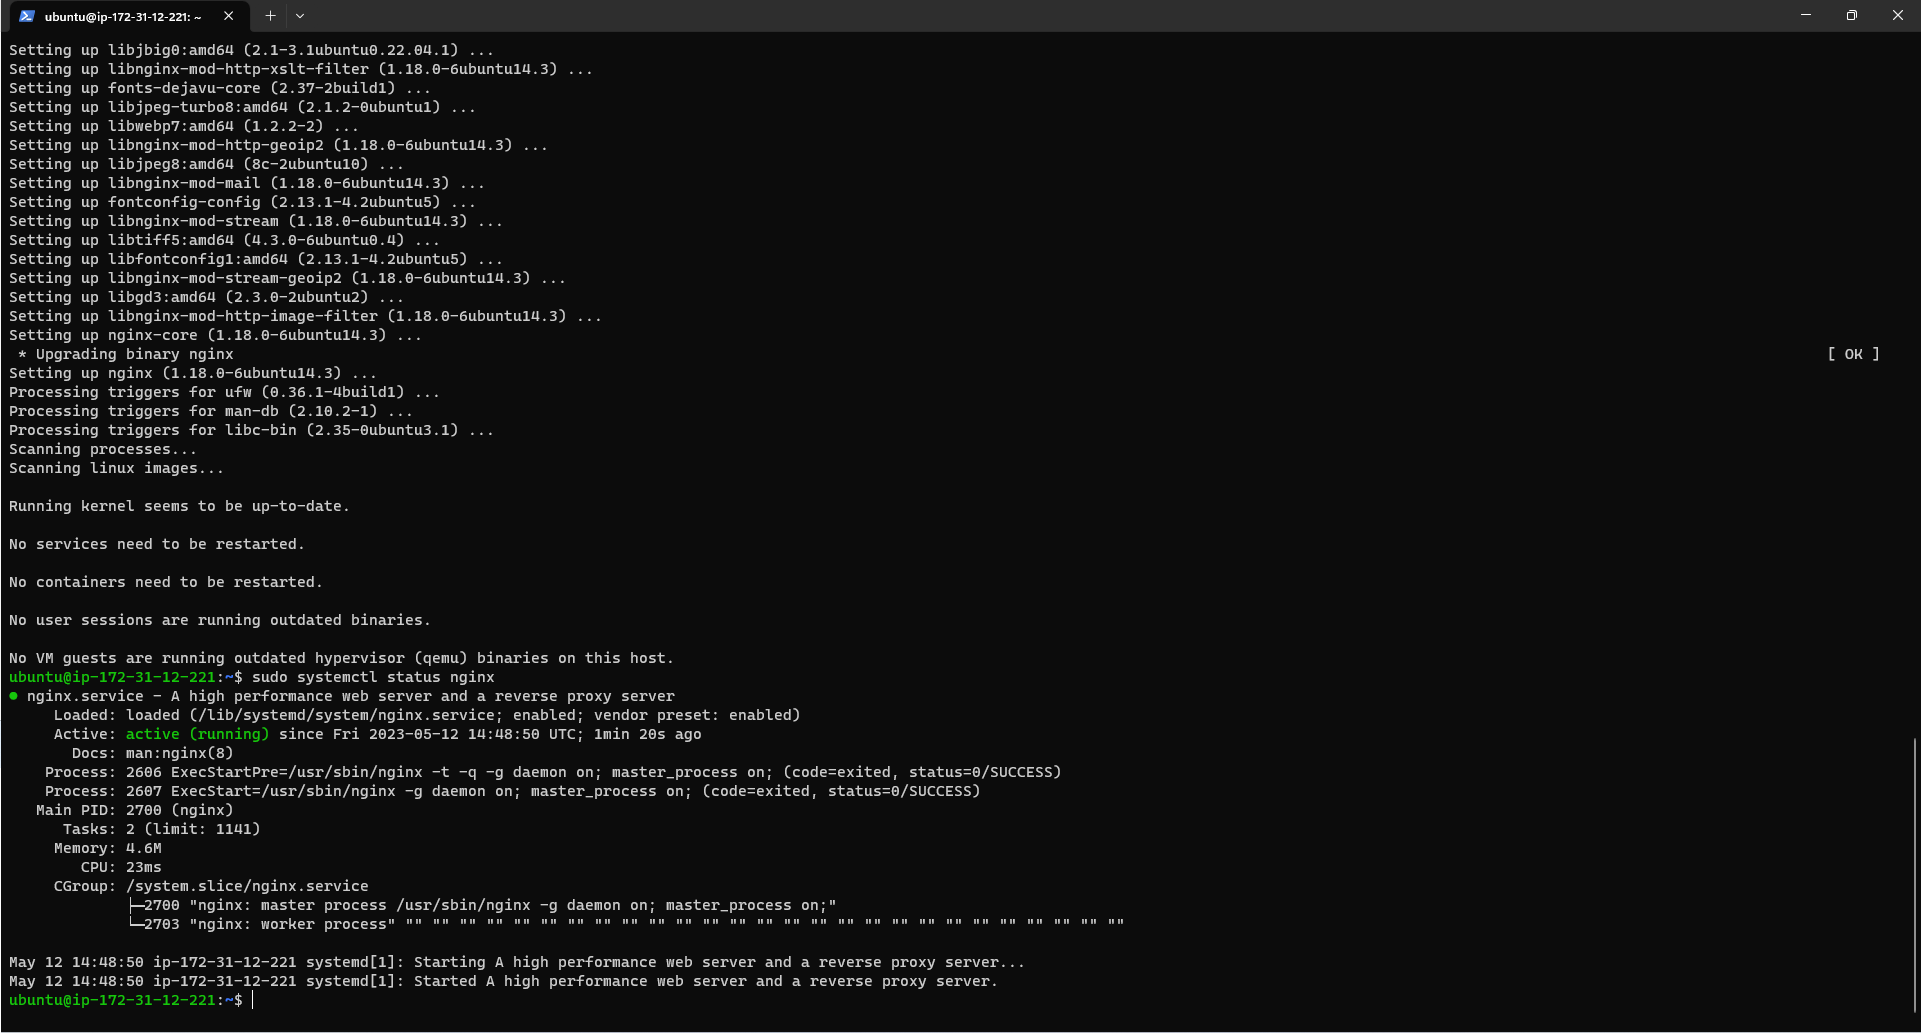 ubuntu@ip-172-31-12-221: ~
Setting up libjbig0:amd64 (2.1-3.1ubuntu0.22.04.1) ...
Setting up libnginx-mod-http-xslt-filter (1.18.0-6ubuntu14.3) ...
Setting up fonts-dejavu-core (2.37-2build1) ...
Setting up libjpeg-turbo8:amd64 (2.1.2-0ubuntu1) ...
Setting up libwebp7:amd64 (1.2.2-2) ...
Setting up libnginx-mod-http-geoip2 (1.18.0-6ubuntu14.3) ...
Setting up libjpeg8:amd64 (8c-2ubuntu10) ...
Setting up libnginx-mod-mail (1.18.0-6ubuntu14.3) ...
Setting up fontconfig-config (2.13.1-4.2ubuntu5) ...
Setting up libnginx-mod-stream (1.18.0-6ubuntu14.3) ...
Setting up libtiff5:amd64 (4.3.0-6ubuntu0.4) ...
Setting up libfontconfig1:amd64 (2.13.1-4.2ubuntu5) ...
Setting up libnginx-mod-stream-geoip2 (1.18.0-6ubuntu14.3) ...
Setting up libgd3:amd64 (2.3.0-2ubuntu2) ...
Setting up libnginx-mod-http-image-filter (1.18.0-6ubuntu14.3) ...
Setting up nginx-core (1.18.0-6ubuntu14.3) ...
 * Upgrading binary nginx [ OK ]
Setting up nginx (1.18.0-6ubuntu14.3) ...
Processing triggers for ufw (0.36.1-4build1) ...
Processing triggers for man-db (2.10.2-1) ...
Processing triggers for libc-bin (2.35-0ubuntu3.1) ...
Scanning processes...
Scanning linux images...
Running kernel seems to be up-to-date.
No services need to be restarted.
No containers need to be restarted.
No user sessions are running outdated binaries.
No VM guests are running outdated hypervisor (qemu) binaries on this host.
ubuntu@ip-172-31-12-221:~$ sudo systemctl status nginx
● nginx.service - A high performance web server and a reverse proxy server
     Loaded: loaded (/lib/systemd/system/nginx.service; enabled; vendor preset: enabled)
     Active: active (running) since Fri 2023-05-12 14:48:50 UTC; 1min 20s ago
       Docs: man:nginx(8)
    Process: 2606 ExecStartPre=/usr/sbin/nginx -t -q -g daemon on; master_process on; (code=exited, status=0/SUCCESS)
    Process: 2607 ExecStart=/usr/sbin/nginx -g daemon on; master_process on; (code=exited, status=0/SUCCESS)
   Main PID: 2700 (nginx)
      Tasks: 2 (limit: 1141)
     Memory: 4.6M
        CPU: 23ms
     CGroup: /system.slice/nginx.service
             ├─2700 "nginx: master process /usr/sbin/nginx -g daemon on; master_process on;"
             └─2703 "nginx: worker process" "" "" "" "" "" "" "" "" "" "" "" "" "" "" "" "" "" "" "" "" "" "" "" "" "" "" ""
May 12 14:48:50 ip-172-31-12-221 systemd[1]: Starting A high performance web server and a reverse proxy server...
May 12 14:48:50 ip-172-31-12-221 systemd[1]: Started A high performance web server and a reverse proxy server.
ubuntu@ip-172-31-12-221:~$